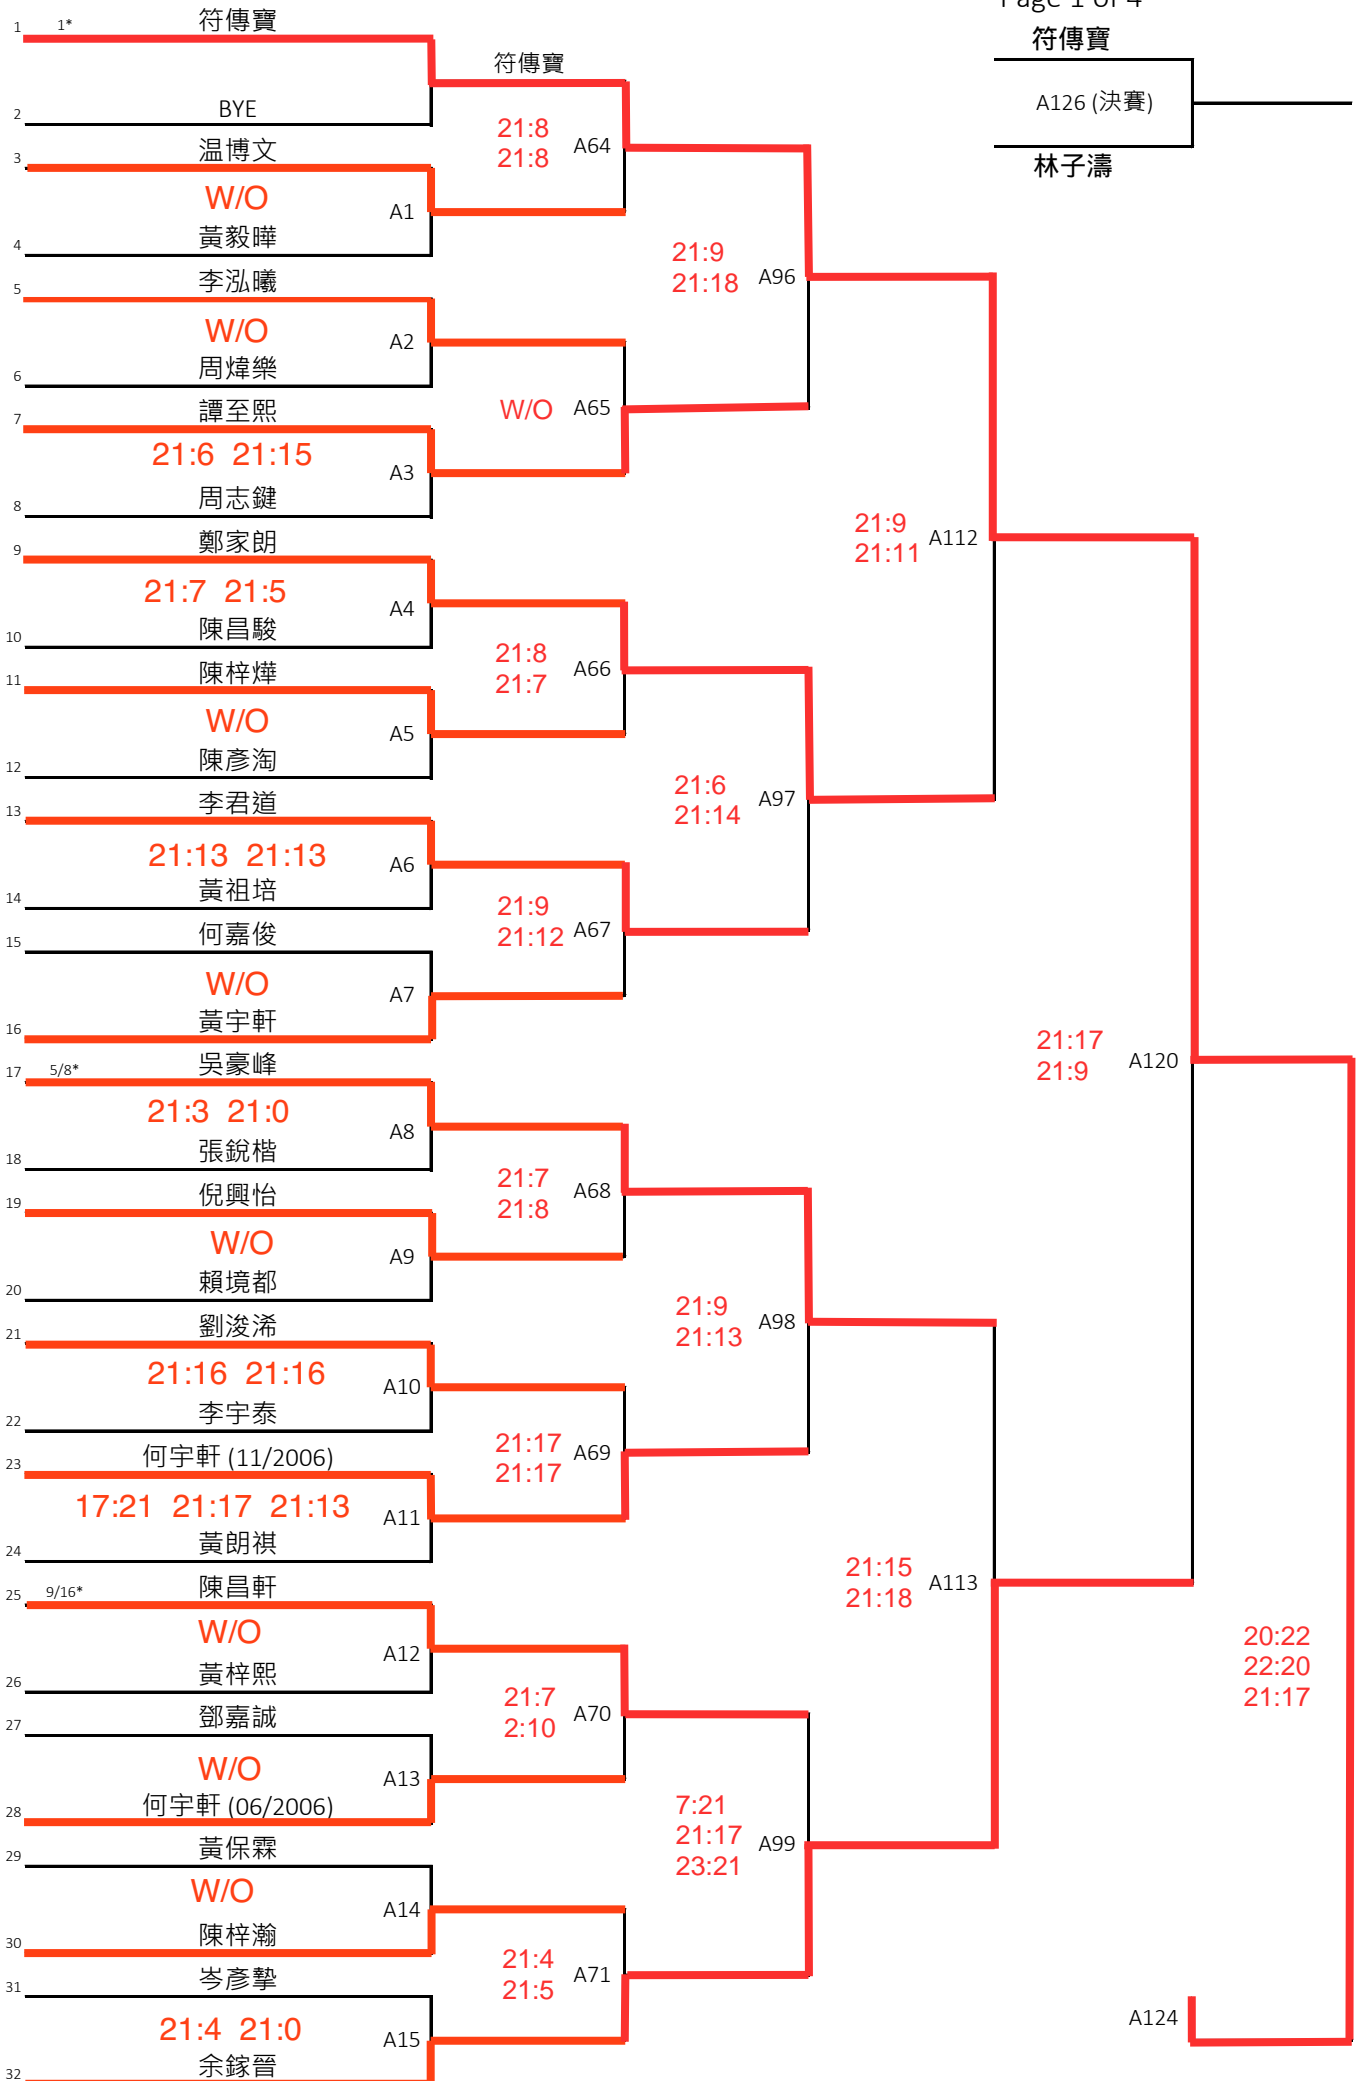 Page 1 of 4
符傳寶
A126 (決賽)
林子濤
1 1* 符傳寶
符傳寶
2 BYE
21:8
21:8
A64
3 温博文
W/O A1
4 黃毅曄
21:9
21:18
A96
5 李泓曦
W/O A2
6 周煒樂
W/O A65
7 譚至熙
21:6 21:15 A3
8 周志鍵
21:9
21:11
A112
9 鄭家朗
21:7 21:5 A4
10 陳昌駿
21:8
21:7
A66
11 陳梓燁
W/O A5
12 陳彥淘
21:6
21:14
A97
13 李君道
21:13 21:13 A6
14 黃祖培
21:9
21:12
A67
15 何嘉俊
W/O A7
16 黃宇軒
21:17
21:9
A120
17 5/8* 吳豪峰
21:3 21:0 A8
18 張銳楷
21:7
21:8
A68
19 倪興怡
W/O A9
20 賴境都
21:9
21:13
A98
21 劉浚浠
21:16 21:16 A10
22 李宇泰
21:17
21:17
A69
23 何宇軒 (11/2006)
17:21 21:17 21:13 A11
24 黃朗祺
21:15
21:18
A113
25 9/16* 陳昌軒
W/O A12
26 黃梓熙
20:22
22:20
21:17
21:7
2:10
A70
27 鄧嘉誠
W/O A13
28 何宇軒 (06/2006)
7:21
21:17
23:21
A99
29 黃保霖
W/O A14
30 陳梓瀚
21:4
21:5
A71
31 岑彥摯
21:4 21:0 A15
32 余鎵晉
A124